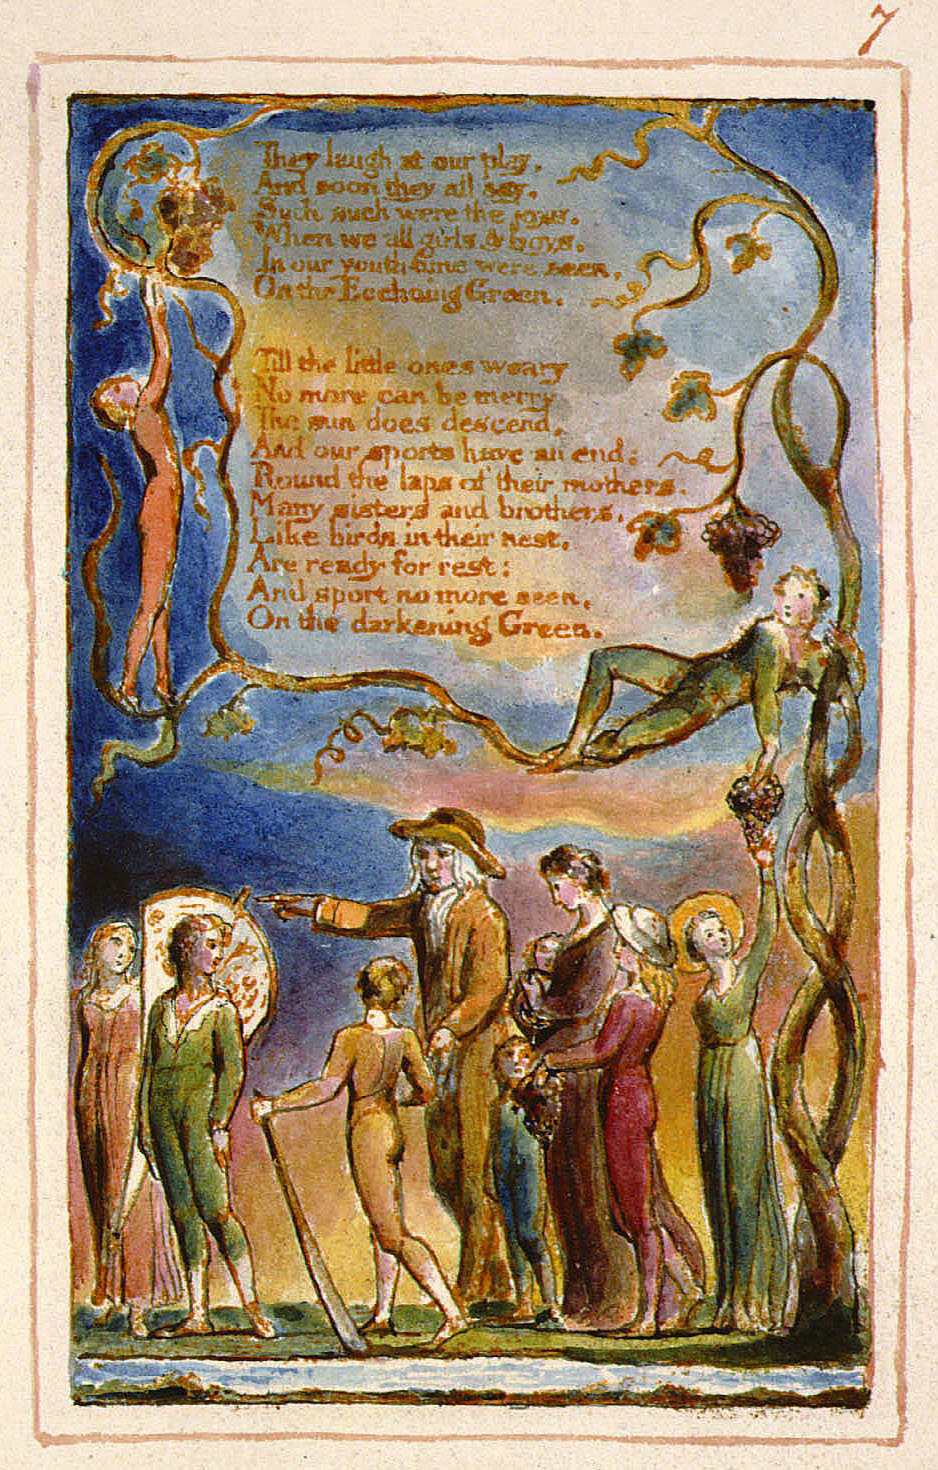 7
They laugh at our play,
And soon they all say,
Such such were the joys,
When we all girls & boys,
In our youth-time were seen,
On the Ecchoing Green.
Till the little ones weary
No more can be merry
The sun does descend,
And our sports have an end:
Round the laps of their mothers,
Many sisters and brothers,
Like birds in their nest,
Are ready for rest:
And sport no more seen,
On the darkening Green.